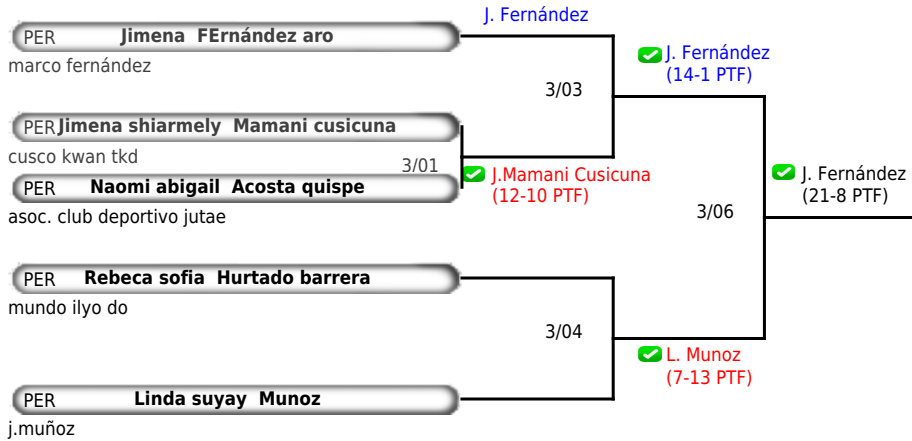 J. Fernández
PER Jimena FErnández aro
marco fernández
J. Fernández
(14-1 PTF)
3/03
PER Jimena shiarmely Mamani cusicuna
cusco kwan tkd
3/01
J.Mamani Cusicuna
(12-10 PTF)
PER Naomi abigail Acosta quispe
asoc. club deportivo jutae
J. Fernández
(21-8 PTF)
3/06
PER Rebeca sofia Hurtado barrera
mundo ilyo do
3/04
L. Munoz
(7-13 PTF)
PER Linda suyay Munoz
j.muñoz